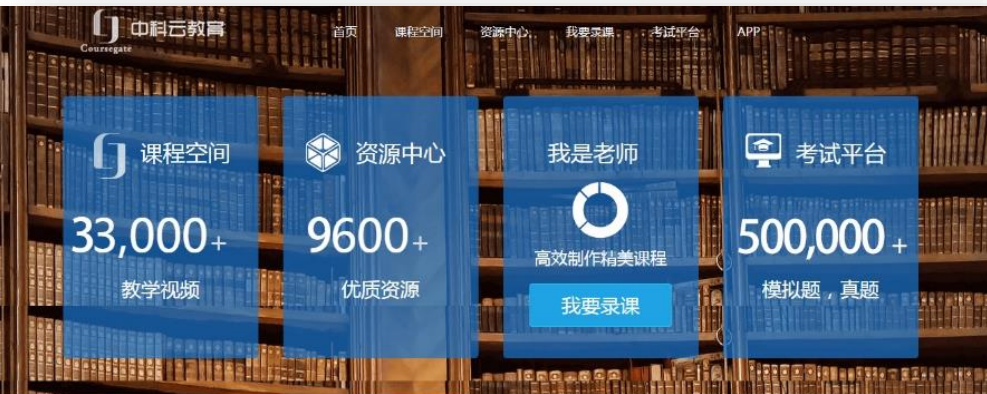 中科云教育
Coursegate
首页 课程空间 资源中心 我要录课 考试平台 APP
课程空间
33,000+
教学视频
资源中心
9600+
优质资源
我是老师
高效制作精美课程
我要录课
考试平台
500,000+
模拟题，真题